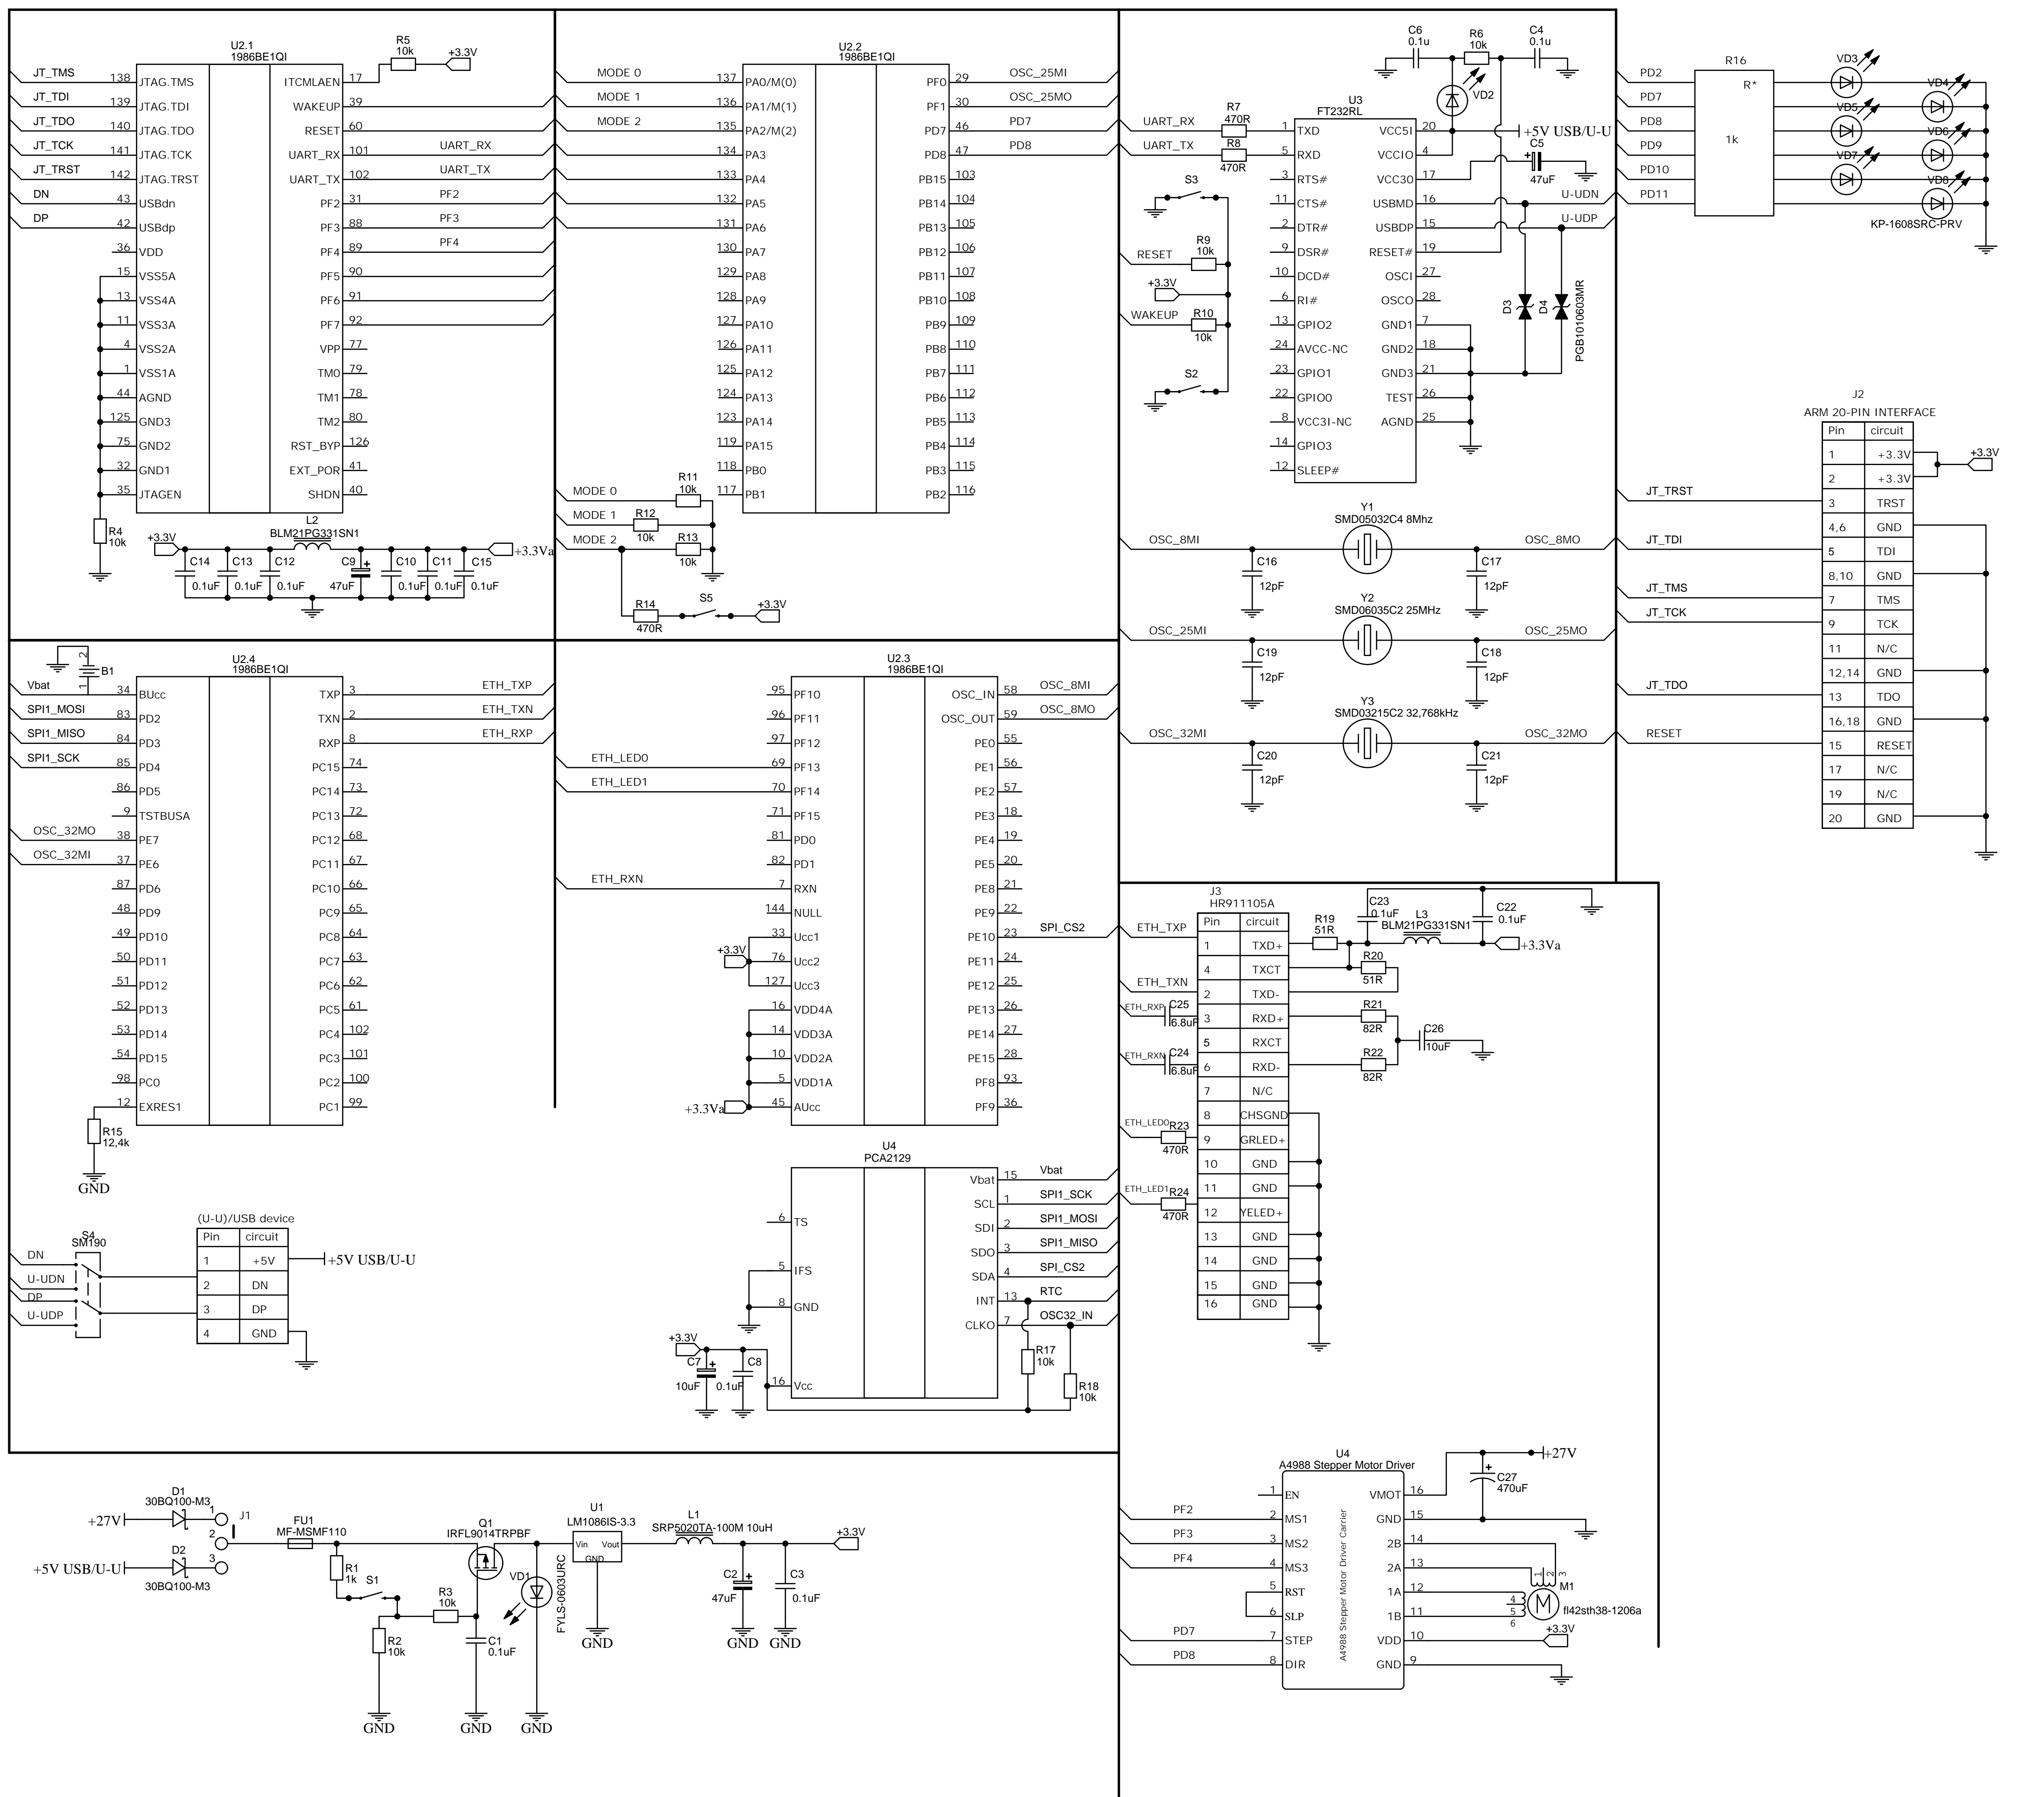 U2.1
1986BE1QI
R5
10k
+3.3V
JT_TMS 138 JTAG.TMS ITCMLAEN 17
JT_TDI 139 JTAG.TDI WAKEUP 39
JT_TDO 140 JTAG.TDO RESET 60
JT_TCK 141 JTAG.TCK UART_RX 101 UART_RX
JT_TRST 142 JTAG.TRST UART_TX 102 UART_TX
DN 43 USBdn PF2 31 PF2
DP 42 USBdp PF3 88 PF3
36 VDD PF4 89 PF4
15 VSS5A PF5 90
13 VSS4A PF6 91
11 VSS3A PF7 92
4 VSS2A VPP 77
1 VSS1A TM0 79
44 AGND TM1 78
125 GND3 TM2 80
75 GND2 RST_BYP 126
32 GND1 EXT_POR 41
35 JTAGEN SHDN 40
R4
10k
L2
BLM21PG331SN1
+3.3V
+3.3Va
C14 C13 C12 C9 C10 C11 C15
0.1uF 0.1uF 0.1uF 47uF 0.1uF 0.1uF 0.1uF
U2.2
1986BE1QI
MODE 0 137 PA0/M(0) PF0 29 OSC_25MI
MODE 1 136 PA1/M(1) PF1 30 OSC_25MO
MODE 2 135 PA2/M(2) PD7 46 PD7
134 PA3 PD8 47 PD8
133 PA4 PB15 103
132 PA5 PB14 104
131 PA6 PB13 105
130 PA7 PB12 106
129 PA8 PB11 107
128 PA9 PB10 108
127 PA10 PB9 109
126 PA11 PB8 110
125 PA12 PB7 111
124 PA13 PB6 112
123 PA14 PB5 113
119 PA15 PB4 114
118 PB0 PB3 115
117 PB1 PB2 116
MODE 0 R11 10k
MODE 1 R12 10k
MODE 2 R13 10k
R14
470R
S5
+3.3V
C6
0.1u
R6
10k
C4
0.1u
VD2
U3
FT232RL
UART_RX R7 470R 1 TXD VCC5I 20 +5V USB/U-U
UART_TX R8 470R 5 RXD VCCIO 4
C5
47uF
3 RTS# VCC30 17
11 CTS# USBMD 16 U-UDN
2 DTR# USBDP 15 U-UDP
9 DSR# RESET# 19
10 DCD# OSCI 27
6 RI# OSCO 28
13 GPIO2 GND1 7
24 AVCC-NC GND2 18
23 GPIO1 GND3 21
22 GPIO0 TEST 26
8 VCC3I-NC AGND 25
14 GPIO3
12 SLEEP#
S3
RESET R9 10k
+3.3V
WAKEUP R10 10k
S2
D3
D4
PGB1010603MR
Y1
SMD05032C4 8Mhz
OSC_8MI OSC_8MO
C16 C17
12pF 12pF
Y2
SMD06035C2 25MHz
OSC_25MI OSC_25MO
C19 C18
12pF 12pF
Y3
SMD03215C2 32,768kHz
OSC_32MI OSC_32MO
C20 C21
12pF 12pF
R16
R*
1k
PD2
PD7
PD8
PD9
PD10
PD11
VD3
VD4
VD5
VD6
VD7
VD8
KP-1608SRC-PRV
J2
ARM 20-PIN INTERFACE
Pin circuit
1 +3.3V
+3.3V
2 +3.3V
JT_TRST 3 TRST
4,6 GND
JT_TDI 5 TDI
8,10 GND
JT_TMS 7 TMS
JT_TCK 9 TCK
11 N/C
12,14 GND
JT_TDO 13 TDO
16,18 GND
RESET 15 RESET
17 N/C
19 N/C
20 GND
U2.4
1986BE1QI
2
B1
1
Vbat 34 BUcc TXP 3 ETH_TXP
SPI1_MOSI 83 PD2 TXN 2 ETH_TXN
SPI1_MISO 84 PD3 RXP 8 ETH_RXP
SPI1_SCK 85 PD4 PC15 74
86 PD5 PC14 73
9 TSTBUSA PC13 72
OSC_32MO 38 PE7 PC12 68
OSC_32MI 37 PE6 PC11 67
87 PD6 PC10 66
48 PD9 PC9 65
49 PD10 PC8 64
50 PD11 PC7 63
51 PD12 PC6 62
52 PD13 PC5 61
53 PD14 PC4 102
54 PD15 PC3 101
98 PC0 PC2 100
12 EXRES1 PC1 99
R15
12,4k
GND
S4
SM190
DN
U-UDN
DP
U-UDP
(U-U)/USB device
Pin circuit
1 +5V
2 DN
3 DP
4 GND
+5V USB/U-U
U2.3
1986BE1QI
95 PF10 OSC_IN 58 OSC_8MI
96 PF11 OSC_OUT 59 OSC_8MO
97 PF12 PE0 55
ETH_LED0 69 PF13 PE1 56
ETH_LED1 70 PF14 PE2 57
71 PF15 PE3 18
81 PD0 PE4 19
82 PD1 PE5 20
ETH_RXN 7 RXN PE8 21
144 NULL PE9 22
33 Ucc1 PE10 23 SPI_CS2
+3.3V 76 Ucc2 PE11 24
127 Ucc3 PE12 25
16 VDD4A PE13 26
14 VDD3A PE14 27
10 VDD2A PE15 28
5 VDD1A PF8 93
+3.3Va 45 AUcc PF9 36
U4
PCA2129
Vbat 15 Vbat
SCL 1 SPI1_SCK
6 TS SDI 2 SPI1_MOSI
SDO 3 SPI1_MISO
5 IFS SDA 4 SPI_CS2
8 GND INT 13 RTC
CLKO 7 OSC32_IN
+3.3V
C7
10uF
C8
0.1uF
16 Vcc
R17
10k
R18
10k
J3
HR911105A
Pin circuit
ETH_TXP 1 TXD+
4 TXCT
ETH_TXN 2 TXD-
ETH_RXP C25 6.8uF 3 RXD+
5 RXCT
ETH_RXN C24 6.8uF 6 RXD-
7 N/C
8 CHSGND
ETH_LED0 R23 470R 9 GRLED+
10 GND
11 GND
ETH_LED1 R24 470R 12 YELED+
13 GND
14 GND
15 GND
16 GND
R19
51R
C23
0.1uF
L3
BLM21PG331SN1
C22
0.1uF
+3.3Va
R20
51R
R21
82R
C26
10uF
R22
82R
D1
30BQ100-M3
+27V
1
J1
2
3
+5V USB/U-U
D2
30BQ100-M3
FU1
MF-MSMF110
R1
1k
S1
R2
10k
GND
R3
10k
Q1
IRFL9014TRPBF
C1
0.1uF
GND
VD1
FYLS-0603URC
GND
U1
LM1086IS-3.3
Vin Vout
GND
GND
L1
SRP5020TA-100M 10uH
C2
47uF
GND
C3
0.1uF
GND
+3.3V
U4
A4988 Stepper Motor Driver
A4988 Stepper Motor Driver Carrier
1 EN VMOT 16
PF2 2 MS1 GND 15
PF3 3 MS2 2B 14
PF4 4 MS3 2A 13
5 RST 1A 12
6 SLP 1B 11
PD7 7 STEP VDD 10 +3.3V
PD8 8 DIR GND 9
+27V
C27
470uF
1 2 3
M1
4
5
6
M
fl42sth38-1206a